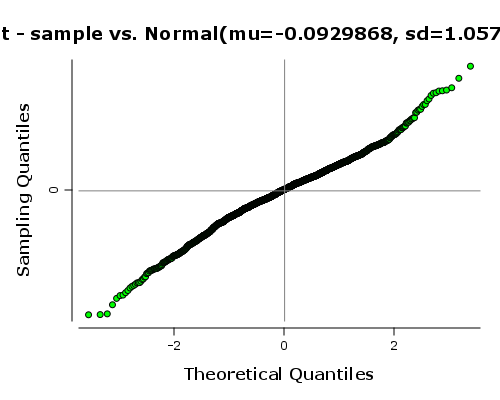 t - sample vs. Normal(mu=-0.0929868, sd=1.057
Sampling Quantiles
0
-2
0
2
Theoretical Quantiles